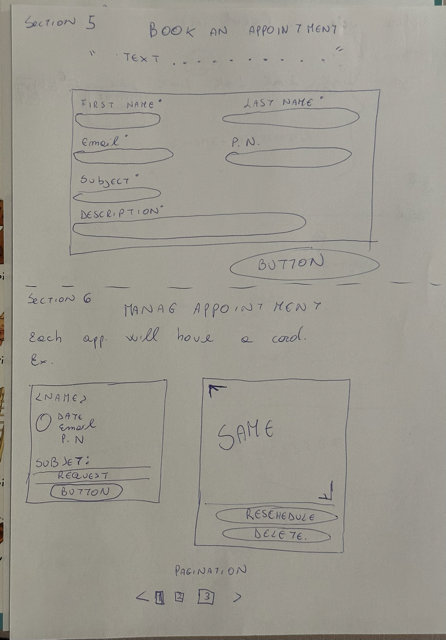 SECTION 5
BOOK AN APPOINTMENT
" TEXT . . . . . . . . . . . "
FIRST NAME* LAST NAME*
Email* P.N.
SUBJECT*
DESCRIPTION*
BUTTON
SECTION 6
MANAG APPOINTMENT
Each app. will have a card.
Ex.
<NAME>
DATE
Email
P.N
SUBJET:
REQUEST
BUTTON
SAME
RESCHEDULE
DELETE.
PAGINATION
< 1 2 3 >